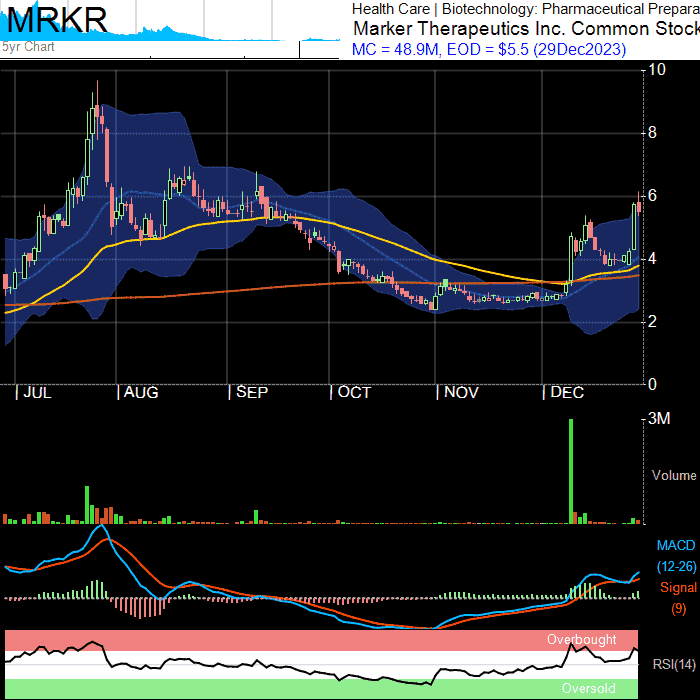 MRKR
5yr Chart
Health Care | Biotechnology: Pharmaceutical Prepara
Marker Therapeutics Inc. Common Stock
MC = 48.9M, EOD = $5.5 (29Dec2023)
10
8
6
4
2
0
JUL AUG SEP OCT NOV DEC
3M
Volume
MACD
(12-26)
Signal
(9)
Overbought
RSI(14)
Oversold